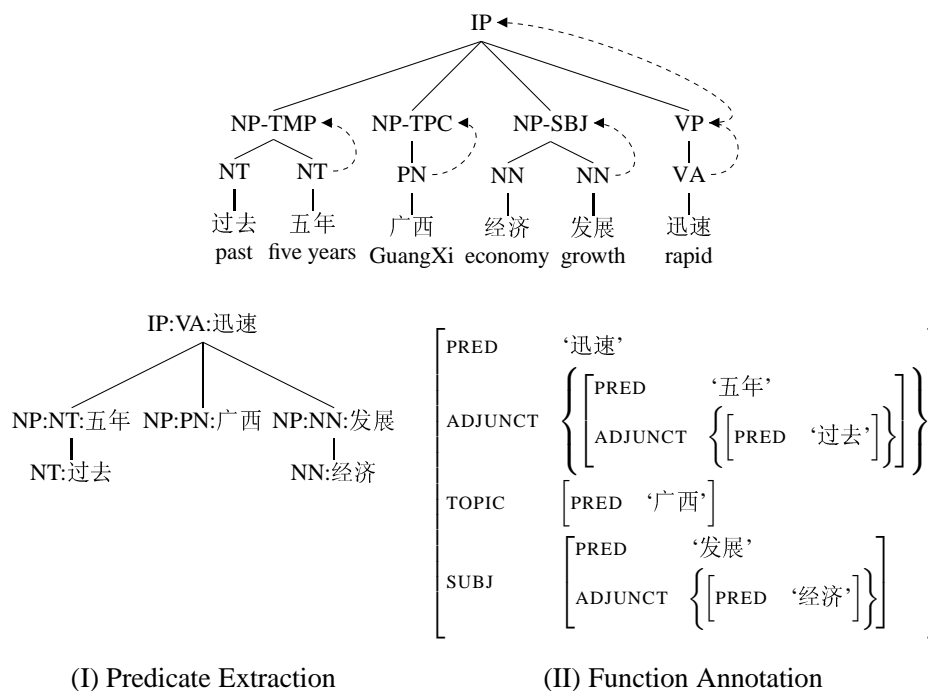 IP
NP-TMP NP-TPC NP-SBJ VP
NT NT PN NN NN VA
过去 五年 广西 经济 发展 迅速
past five years GuangXi economy growth rapid
IP:VA:迅速
NP:NT:五年 NP:PN:广西 NP:NN:发展
NT:过去 NN:经济
PRED ‘迅速’
ADJUNCT
PRED ‘五年’
ADJUNCT PRED ‘过去’
TOPIC PRED ‘广西’
SUBJ
PRED ‘发展’
ADJUNCT PRED ‘经济’
(I) Predicate Extraction (II) Function Annotation